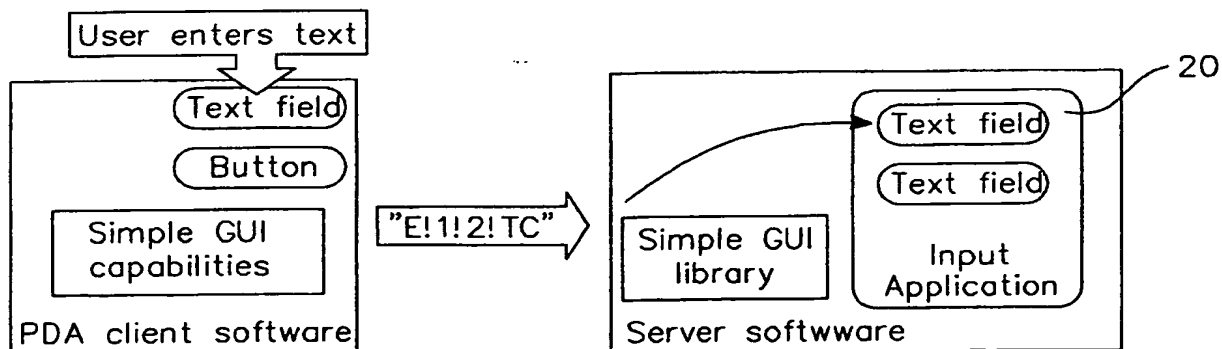 User enters text
Text field
Button
Simple GUI
capabilities
PDA client software
"E!1!2!TC"
20
Text field
Text field
Simple GUI
library
Input
Application
Server softwware